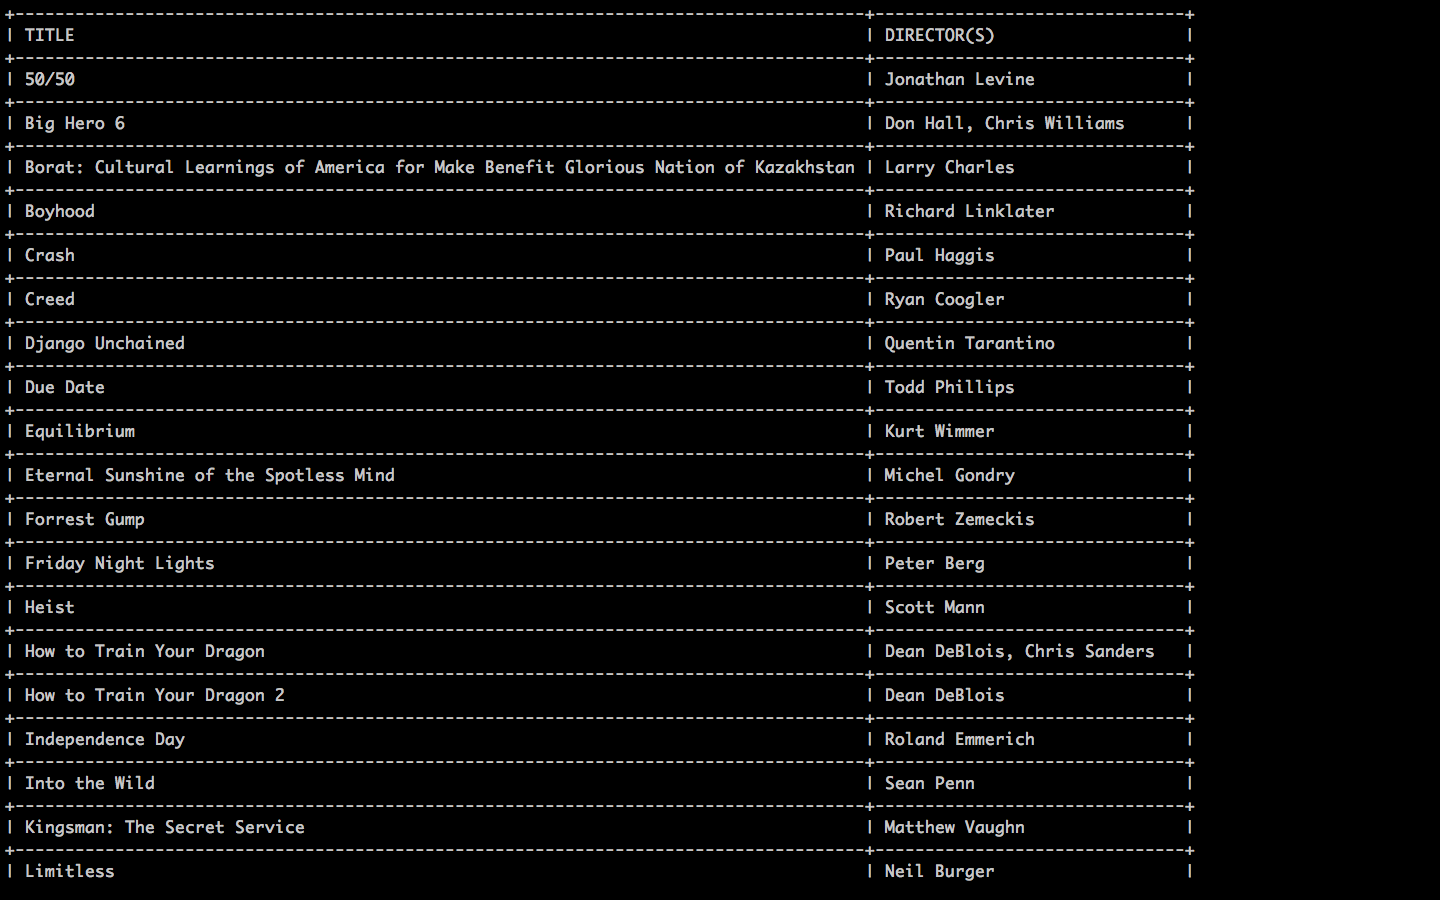 +-------------------------------------------------------------------------------------+-------------------------------+
| TITLE                                                                               | DIRECTOR(S)                   |
+-------------------------------------------------------------------------------------+-------------------------------+
| 50/50                                                                               | Jonathan Levine               |
+-------------------------------------------------------------------------------------+-------------------------------+
| Big Hero 6                                                                          | Don Hall, Chris Williams      |
+-------------------------------------------------------------------------------------+-------------------------------+
| Borat: Cultural Learnings of America for Make Benefit Glorious Nation of Kazakhstan | Larry Charles                 |
+-------------------------------------------------------------------------------------+-------------------------------+
| Boyhood                                                                             | Richard Linklater             |
+-------------------------------------------------------------------------------------+-------------------------------+
| Crash                                                                               | Paul Haggis                   |
+-------------------------------------------------------------------------------------+-------------------------------+
| Creed                                                                               | Ryan Coogler                  |
+-------------------------------------------------------------------------------------+-------------------------------+
| Django Unchained                                                                    | Quentin Tarantino             |
+-------------------------------------------------------------------------------------+-------------------------------+
| Due Date                                                                            | Todd Phillips                 |
+-------------------------------------------------------------------------------------+-------------------------------+
| Equilibrium                                                                         | Kurt Wimmer                   |
+-------------------------------------------------------------------------------------+-------------------------------+
| Eternal Sunshine of the Spotless Mind                                               | Michel Gondry                 |
+-------------------------------------------------------------------------------------+-------------------------------+
| Forrest Gump                                                                        | Robert Zemeckis               |
+-------------------------------------------------------------------------------------+-------------------------------+
| Friday Night Lights                                                                 | Peter Berg                    |
+-------------------------------------------------------------------------------------+-------------------------------+
| Heist                                                                               | Scott Mann                    |
+-------------------------------------------------------------------------------------+-------------------------------+
| How to Train Your Dragon                                                            | Dean DeBlois, Chris Sanders   |
+-------------------------------------------------------------------------------------+-------------------------------+
| How to Train Your Dragon 2                                                          | Dean DeBlois                  |
+-------------------------------------------------------------------------------------+-------------------------------+
| Independence Day                                                                    | Roland Emmerich               |
+-------------------------------------------------------------------------------------+-------------------------------+
| Into the Wild                                                                       | Sean Penn                     |
+-------------------------------------------------------------------------------------+-------------------------------+
| Kingsman: The Secret Service                                                        | Matthew Vaughn                |
+-------------------------------------------------------------------------------------+-------------------------------+
| Limitless                                                                           | Neil Burger                   |